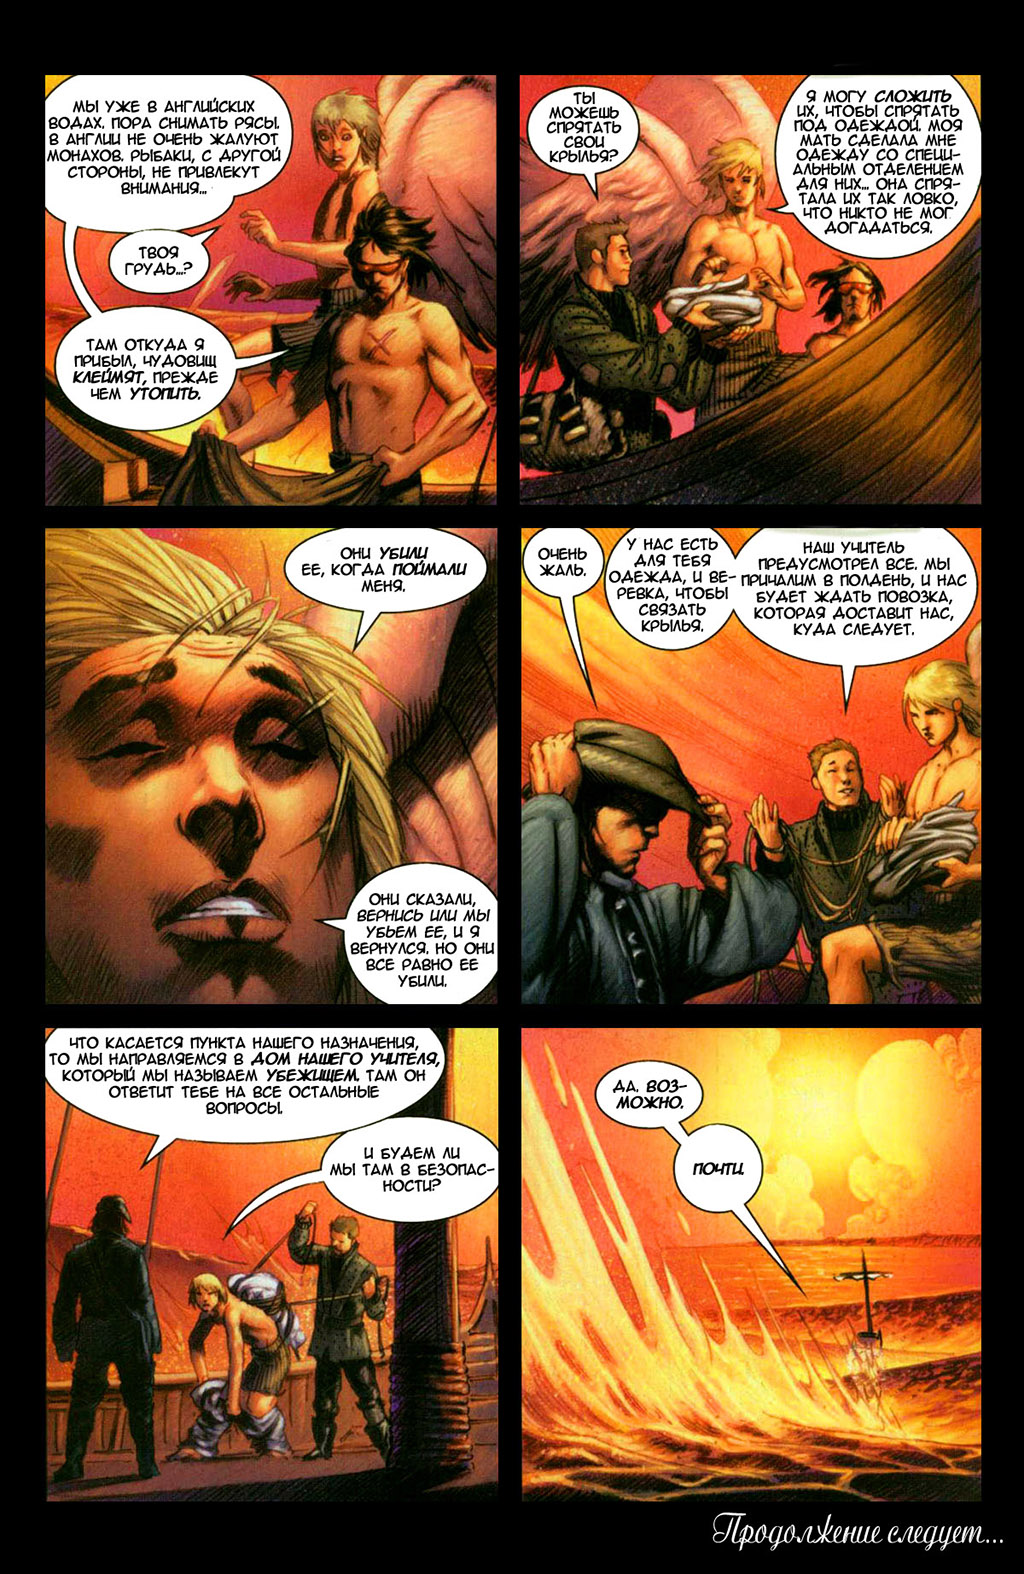 МЫ УЖЕ В АНГЛИЙСКИХ
ВОДАХ. ПОРА СНИМАТЬ РЯСЫ.
В АНГЛИИ НЕ ОЧЕНЬ ЖАЛУЮТ
МОНАХОВ. РЫБАКИ, С ДРУГОЙ
СТОРОНЫ, НЕ ПРИВЛЕКУТ
ВНИМАНИЯ...
ТВОЯ
ГРУДЬ...?
ТАМ ОТКУДА Я
ПРИБЫЛ, ЧУДОВИЩ
КЛЕЙМЯТ, ПРЕЖДЕ
ЧЕМ УТОПИТЬ.
ТЫ
МОЖЕШЬ
СПРЯТАТЬ
СВОИ
КРЫЛЬЯ?
Я МОГУ СЛОЖИТЬ
ИХ, ЧТОБЫ СПРЯТАТЬ
ПОД ОДЕЖДОЙ. МОЯ
МАТЬ СДЕЛАЛА МНЕ
ОДЕЖДУ СО СПЕЦИ-
АЛЬНЫМ ОТДЕЛЕНИЕМ
ДЛЯ НИХ... ОНА СПРЯ-
ТАЛА ИХ ТАК ЛОВКО,
ЧТО НИКТО НЕ МОГ
ДОГАДАТЬСЯ.
ОНИ УБИЛИ
ЕЕ, КОГДА ПОЙМАЛИ
МЕНЯ.
ОНИ СКАЗАЛИ,
ВЕРНИСЬ ИЛИ МЫ
УБЬЕМ ЕЕ, И Я
ВЕРНУЛСЯ. НО ОНИ
ВСЕ РАВНО ЕЕ
УБИЛИ.
ОЧЕНЬ
ЖАЛЬ.
У НАС ЕСТЬ
ДЛЯ ТЕБЯ
ОДЕЖДА, И ВЕ-
РЕВКА, ЧТОБЫ
СВЯЗАТЬ
КРЫЛЬЯ.
НАШ УЧИТЕЛЬ
ПРЕДУСМОТРЕЛ ВСЕ. МЫ
ПРИЧАЛИМ В ПОЛДЕНЬ, И НАС
БУДЕТ ЖДАТЬ ПОВОЗКА,
КОТОРАЯ ДОСТАВИТ НАС,
КУДА СЛЕДУЕТ.
ЧТО КАСАЕТСЯ ПУНКТА НАШЕГО НАЗНАЧЕНИЯ,
ТО МЫ НАПРАВЛЯЕМСЯ В ДОМ НАШЕГО УЧИТЕЛЯ,
КОТОРЫЙ МЫ НАЗЫВАЕМ УБЕЖИЩЕМ. ТАМ ОН
ОТВЕТИТ ТЕБЕ НА ВСЕ ОСТАЛЬНЫЕ
ВОПРОСЫ.
И БУДЕМ ЛИ
МЫ ТАМ В БЕЗОПАС-
НОСТИ?
ДА. ВОЗ-
МОЖНО.
ПОЧТИ.
Продолжение следует...